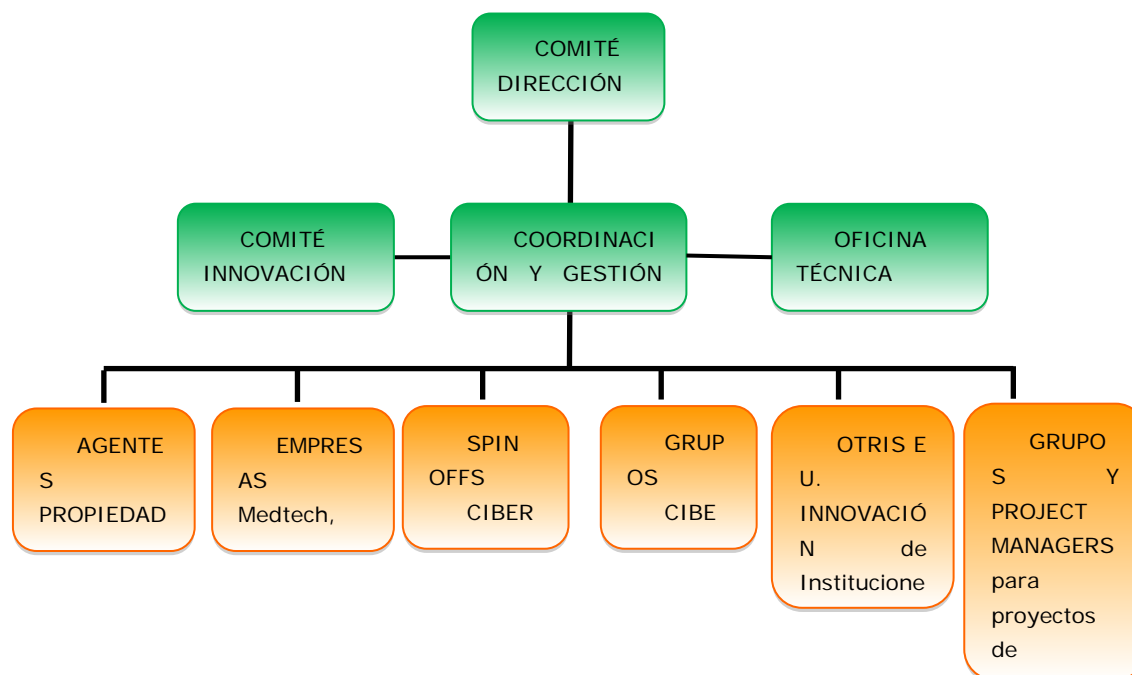 COMITÉ
DIRECCIÓN
COMITÉ
INNOVACIÓN
COORDINACI
ÓN Y GESTIÓN
OFICINA
TÉCNICA
AGENTE
S
PROPIEDAD
EMPRES
AS
Medtech,
SPIN
OFFS
CIBER
GRUP
OS
CIBE
OTRIS E
U.
INNOVACIÓ
N de
Institucione
GRUPO
S Y
PROJECT
MANAGERS
para
proyectos
de